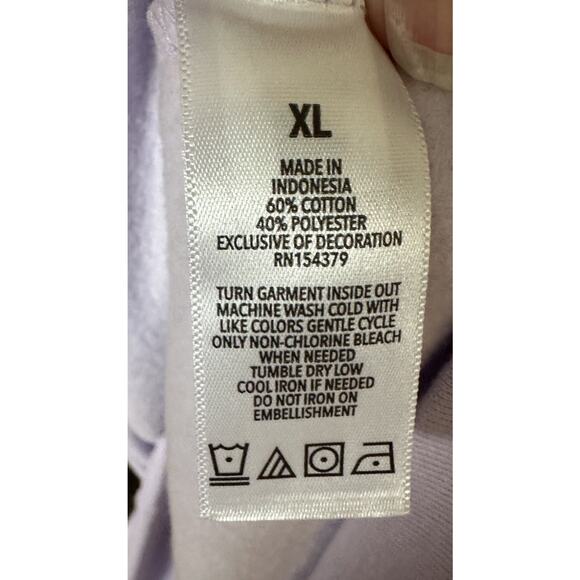 XL
MADE IN
INDONESIA
60% COTTON
40% POLYESTER
EXCLUSIVE OF DECORATION
RN154379
TURN GARMENT INSIDE OUT
MACHINE WASH COLD WITH
LIKE COLORS GENTLE CYCLE
ONLY NON-CHLORINE BLEACH
WHEN NEEDED
TUMBLE DRY LOW
COOL IRON IF NEEDED
DO NOT IRON ON
EMBELLISHMENT